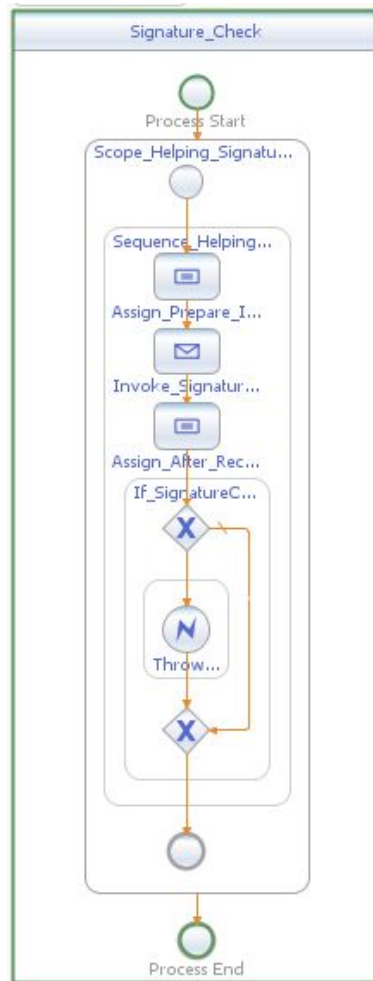 Signature_Check
Process Start
Scope_Helping_Signatu...
Sequence_Helping...
Assign_Prepare_I...
Invoke_Signatur...
Assign_After_Rec...
If_SignatureC...
Throw...
Process End